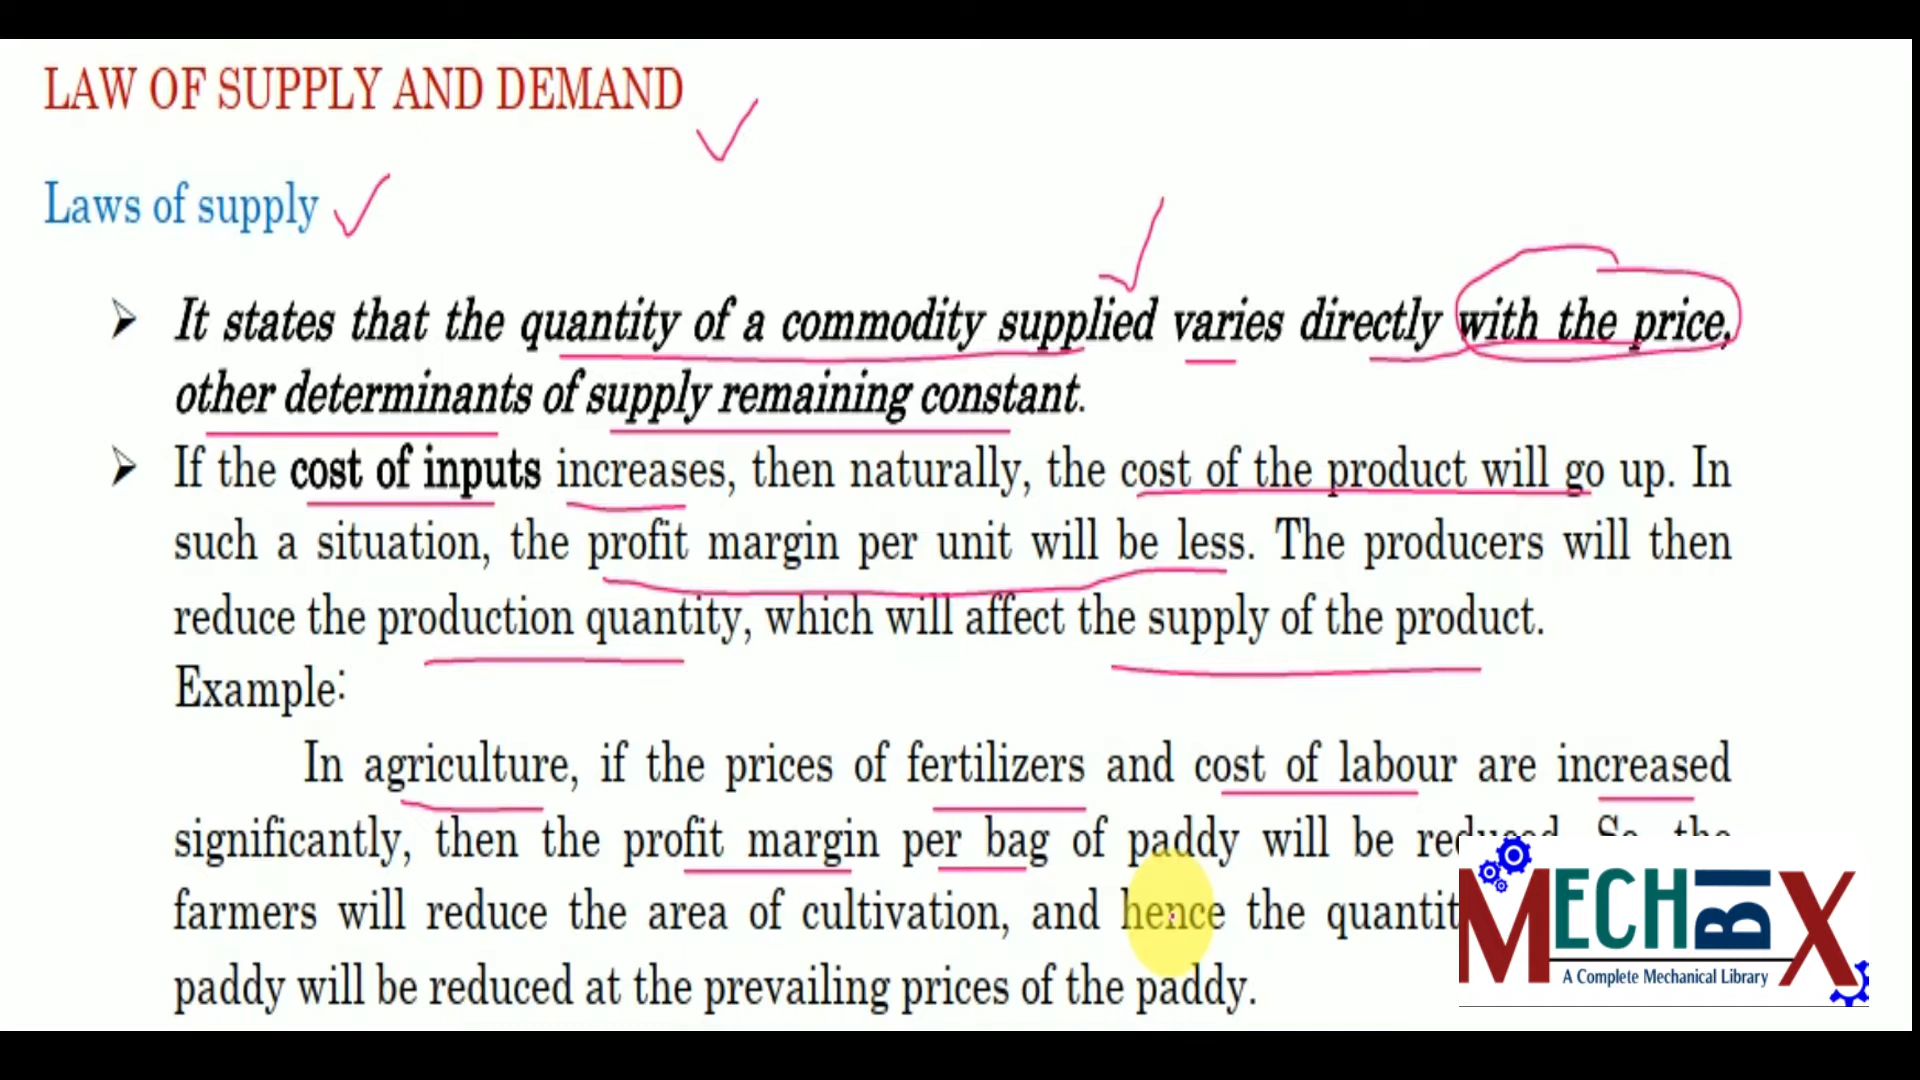 LAW OF SUPPLY AND DEMAND
Laws of supply
It states that the quantity of a commodity supplied varies directly with the price,
other determinants of supply remaining constant.
If the cost of inputs increases, then naturally, the cost of the product will go up. In
such a situation, the profit margin per unit will be less. The producers will then
reduce the production quantity, which will affect the supply of the product.
Example:
In agriculture, if the prices of fertilizers and cost of labour are increased
significantly, then the profit margin per bag of paddy will be reduced. So, the
farmers will reduce the area of cultivation, and hence the
paddy will be reduced at the prevailing prices of the paddy.
MECHBIX
A Complete Mechanical Library